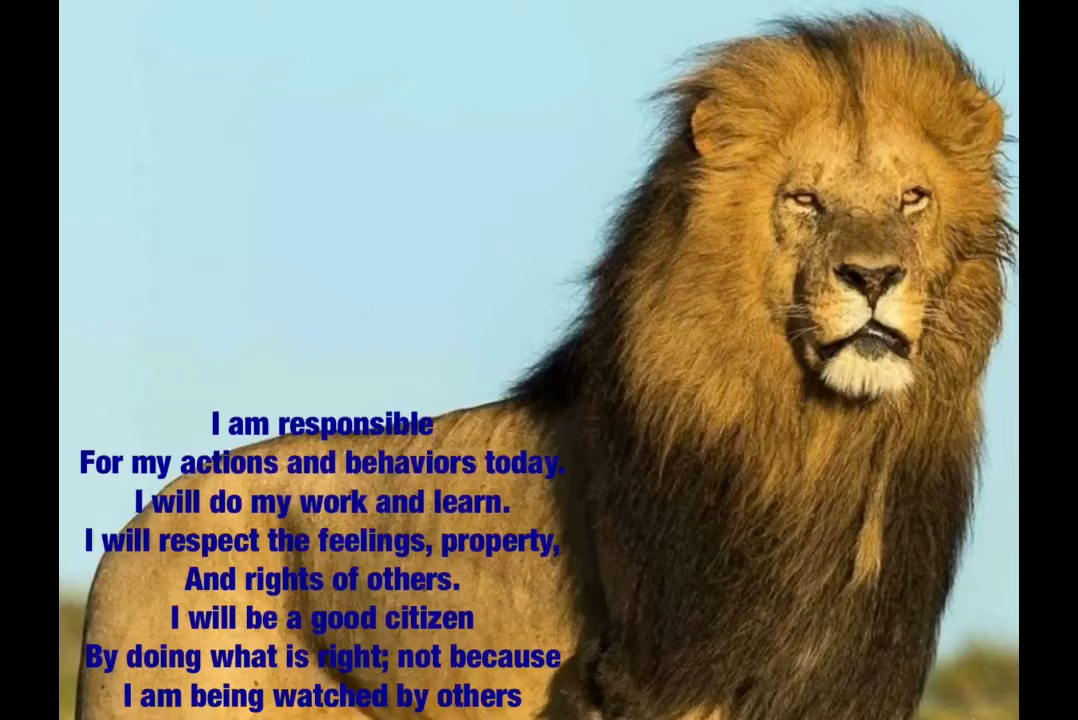 I am responsible
For my actions and behaviors today.
I will do my work and learn.
I will respect the feelings, property,
And rights of others.
I will be a good citizen
By doing what is right; not because
I am being watched by others